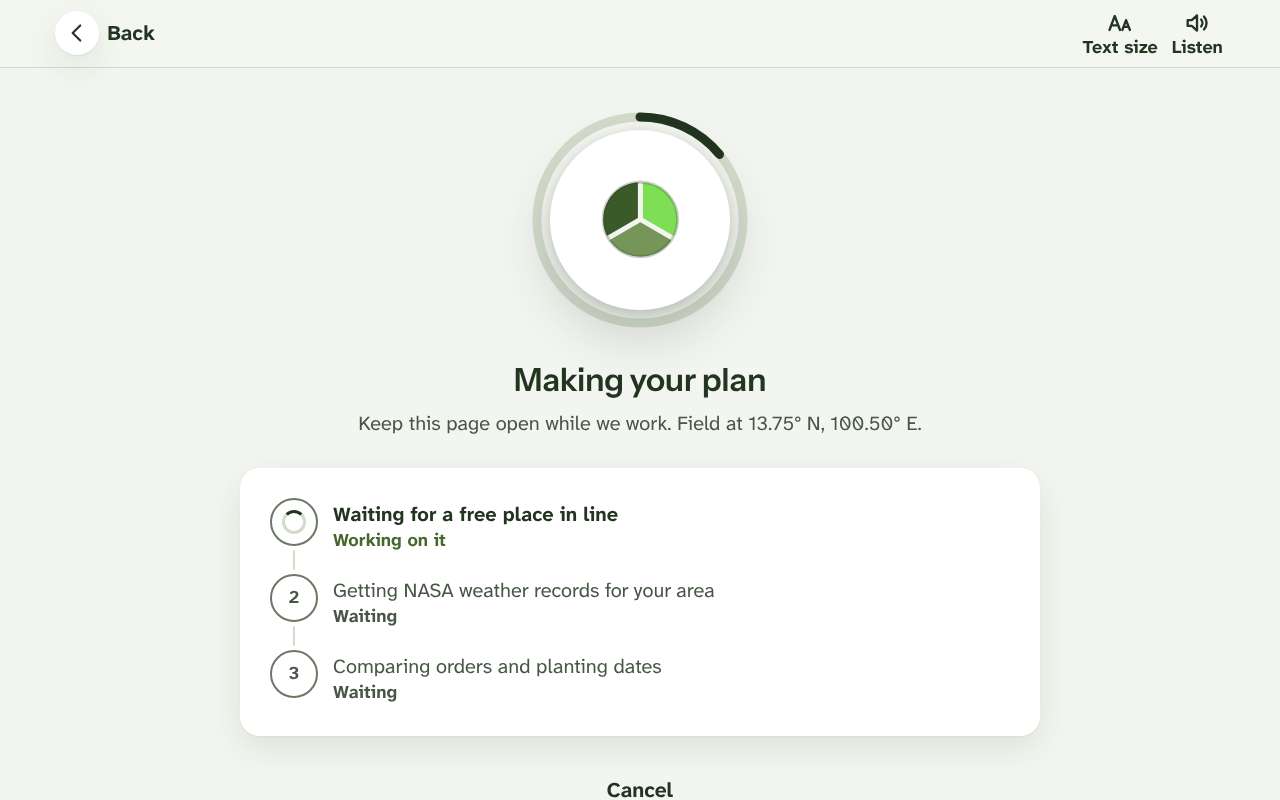 Back
Text size
Listen
Making your plan
Keep this page open while we work. Field at 13.75° N, 100.50° E.
Waiting for a free place in line
Working on it
2
Getting NASA weather records for your area
Waiting
3
Comparing orders and planting dates
Waiting
Cancel